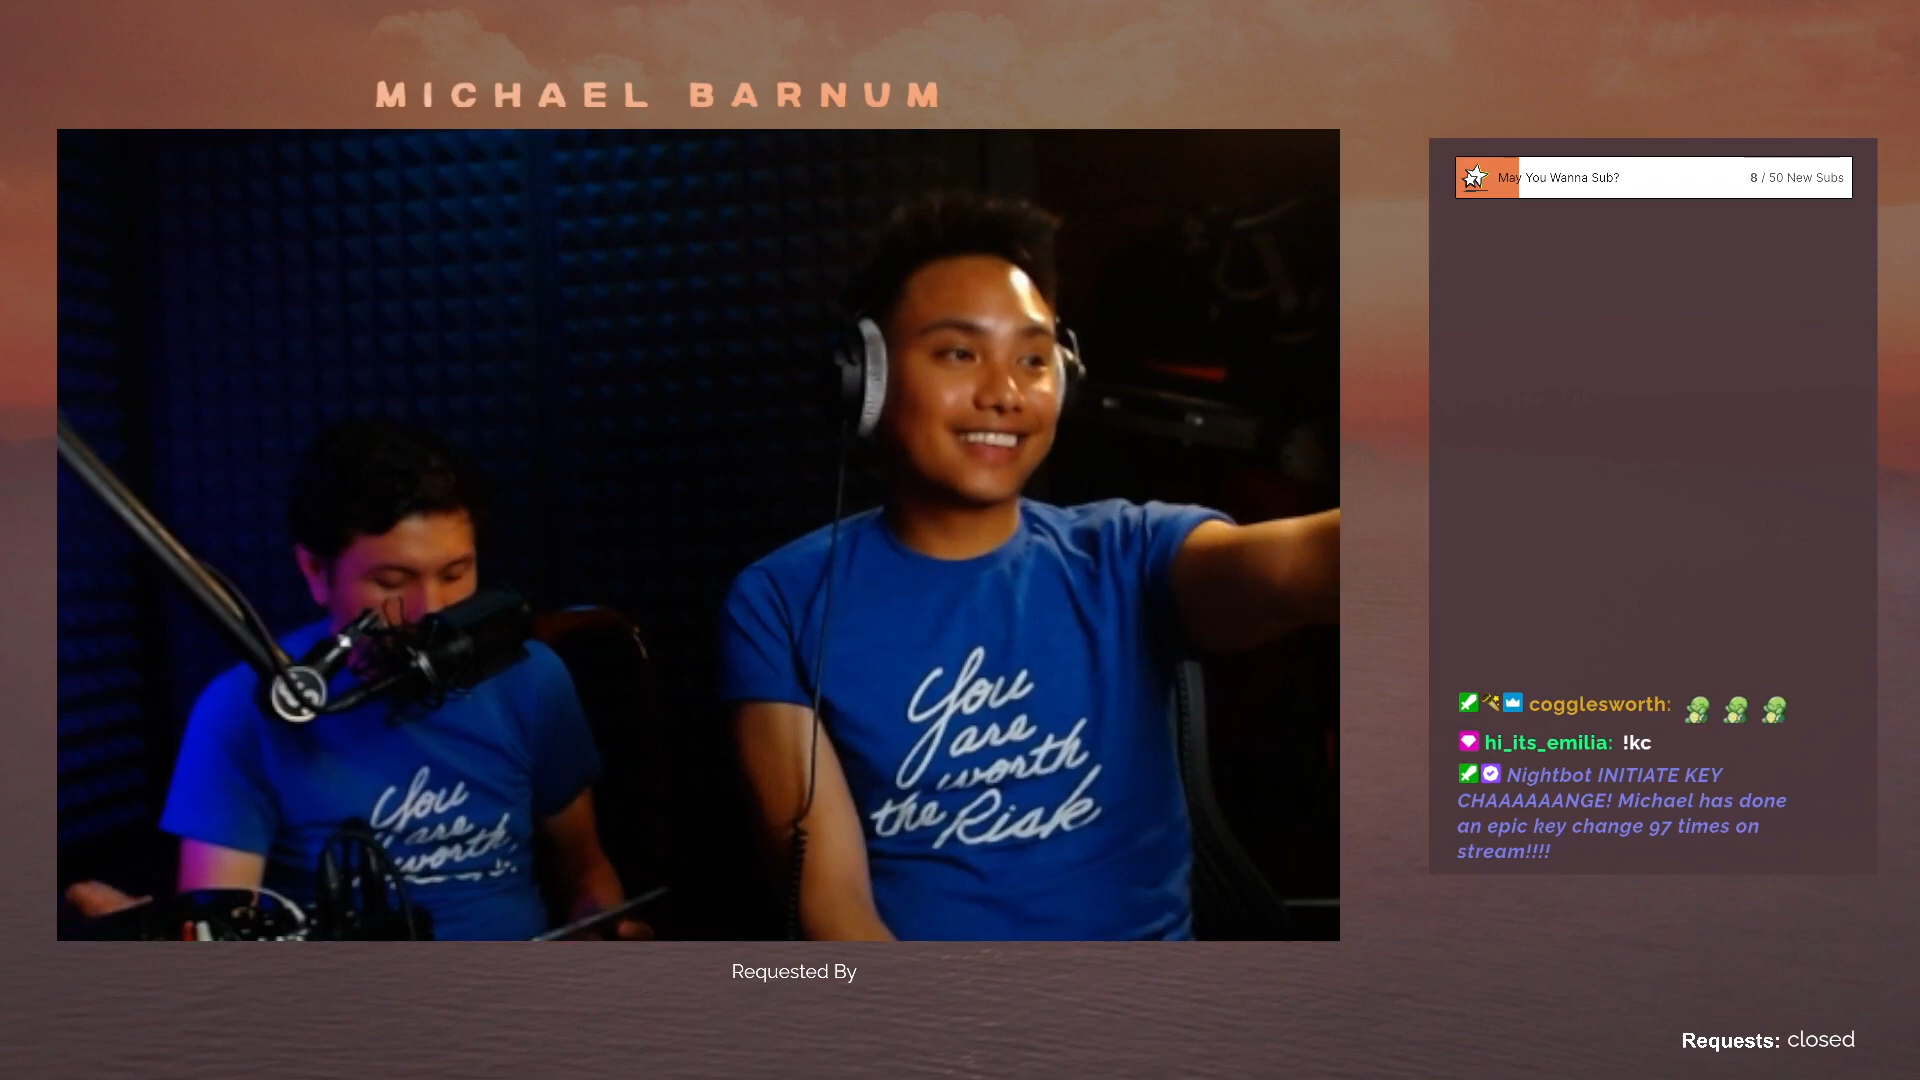 MICHAEL BARNUM
May You Wanna Sub?
8 / 50 New Subs
You
are
worth
the Risk
You
are
worth
cogglesworth:
hi_its_emilia: !kc
Nightbot INITIATE KEY
CHAAAAAANGE! Michael has done
an epic key change 97 times on
stream!!!!
Requested By
Requests: closed